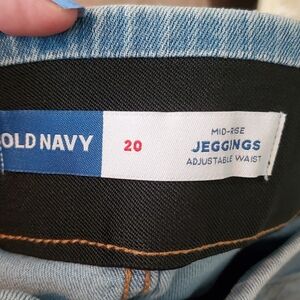 OLD NAVY
20
MID-RISE
JEGGINGS
ADJUSTABLE WAIST